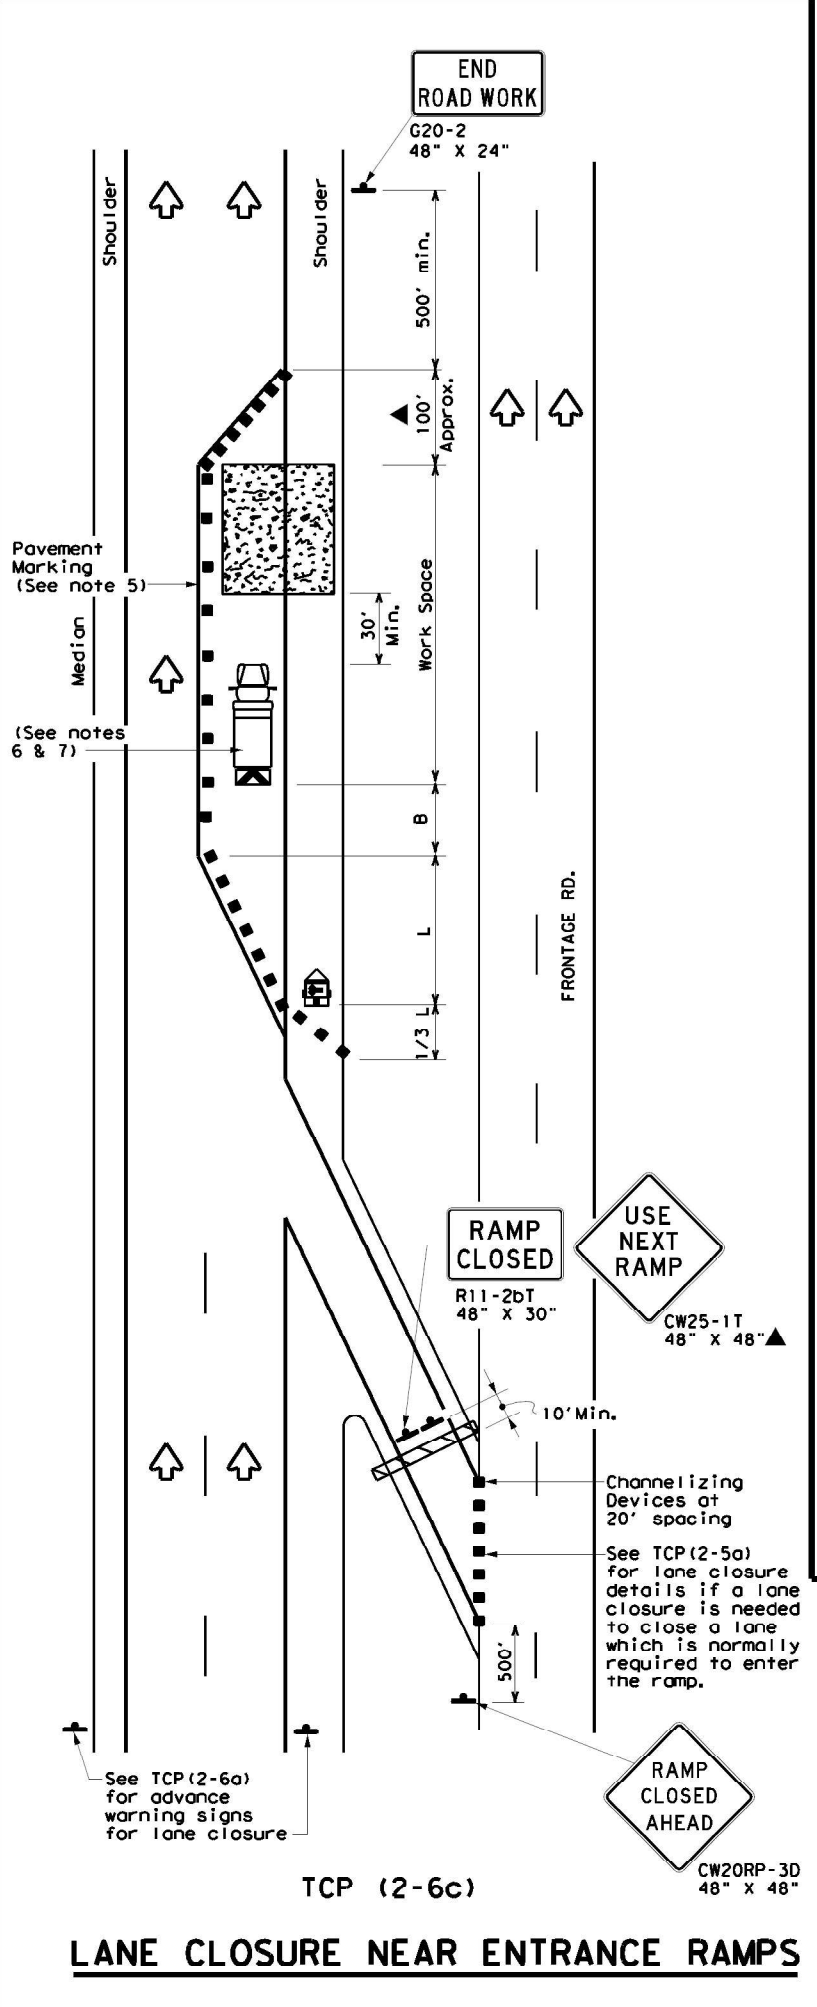 END
ROAD WORK
G20-2
48" X 24"
Shoulder
Shoulder
500' min.
100'
Approx.
Pavement
Marking
(See note 5)
Median
30'
Min.
Work Space
(See notes
6 & 7)
B
L
1/3 L
FRONTAGE RD.
RAMP
CLOSED
R11-2bT
48" X 30"
USE
NEXT
RAMP
CW25-1T
48" X 48"▲
10'Min.
Channelizing
Devices at
20' spacing
See TCP(2-5a)
for lane closure
details if a lane
closure is needed
to close a lane
which is normally
required to enter
the ramp.
500'
See TCP(2-6a)
for advance
warning signs
for lane closure
RAMP
CLOSED
AHEAD
CW20RP-3D
48" X 48"
TCP (2-6c)
LANE CLOSURE NEAR ENTRANCE RAMPS